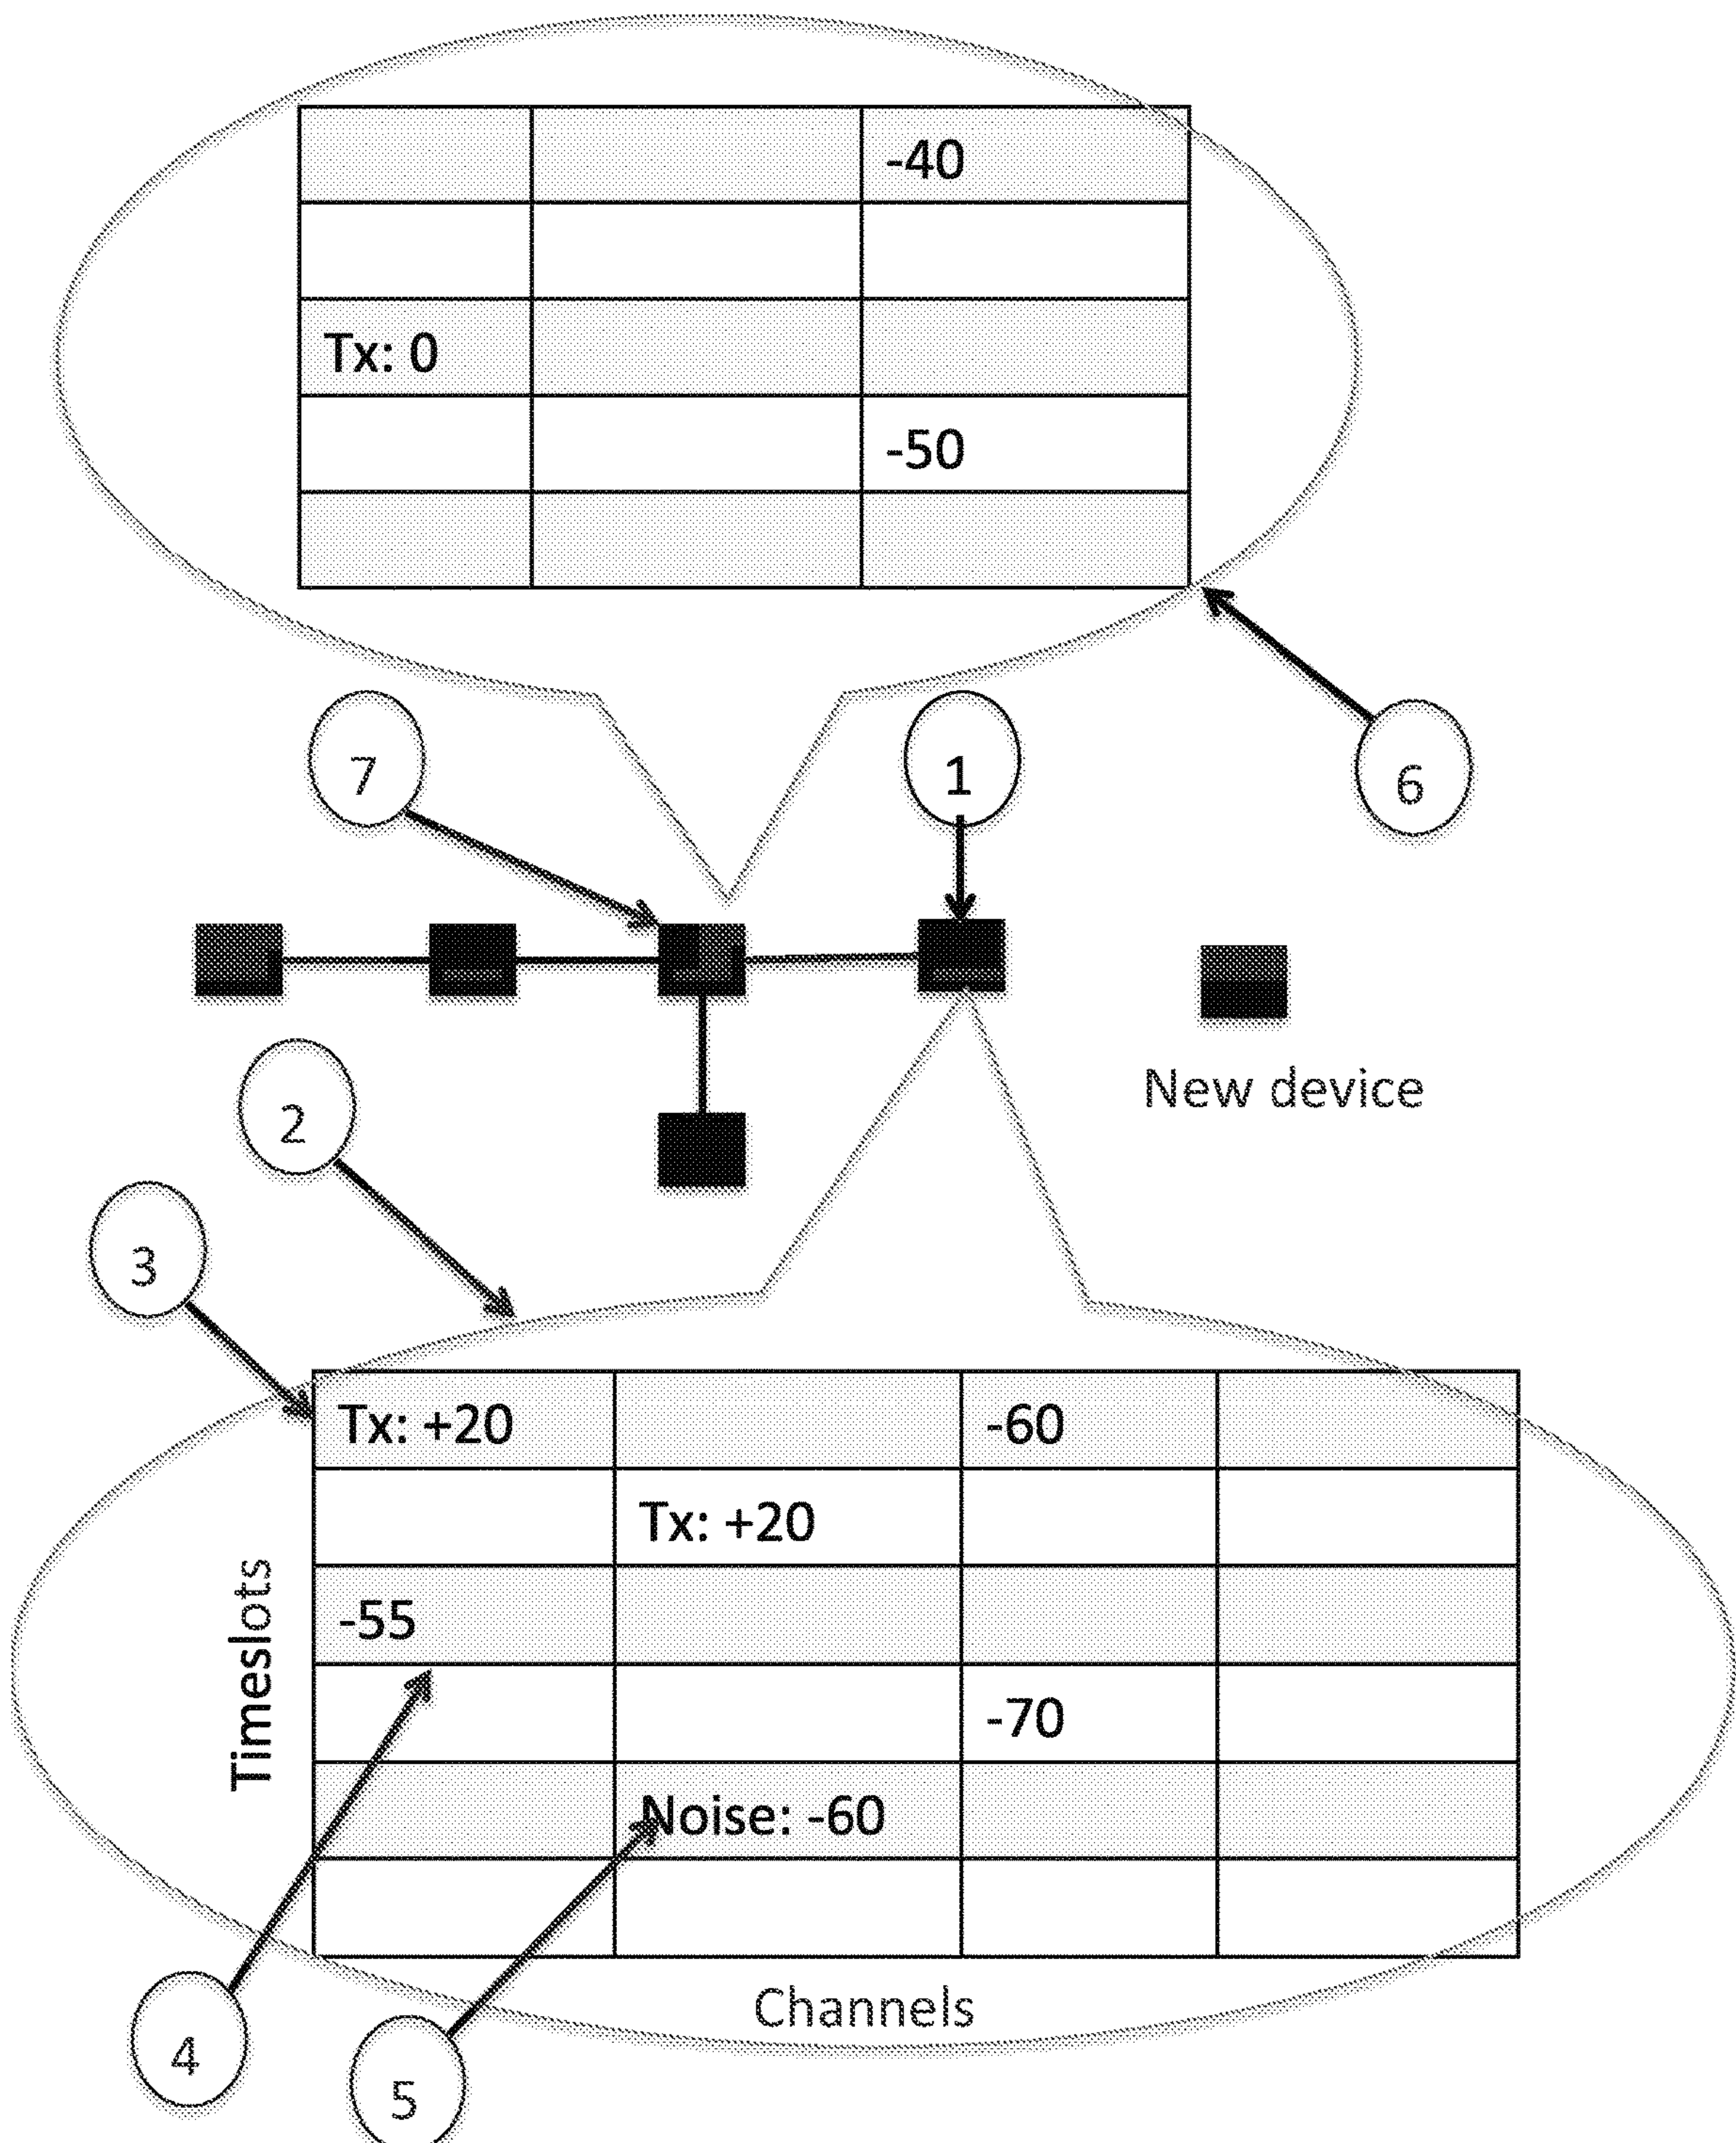 -40
Tx: 0
-50
7
1
6
New device
2
3
Tx: +20 -60
Tx: +20
-55
-70
Noise: -60
Timeslots
Channels
4
5